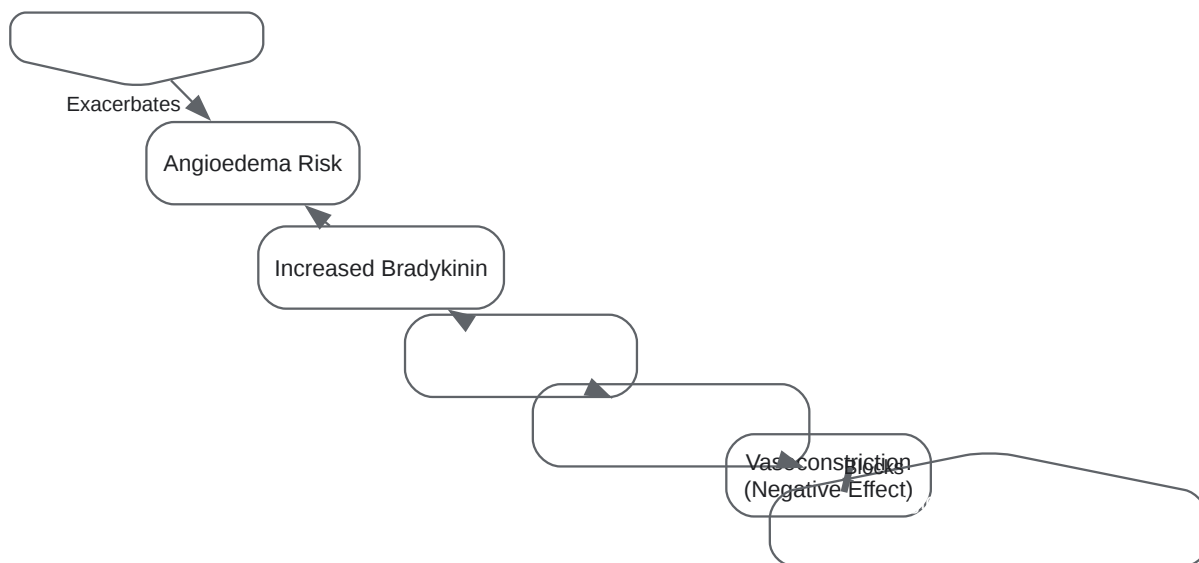 Exacerbates
Angioedema Risk
Increased Bradykinin
Vasoconstriction
Blocks
(Negative Effect)